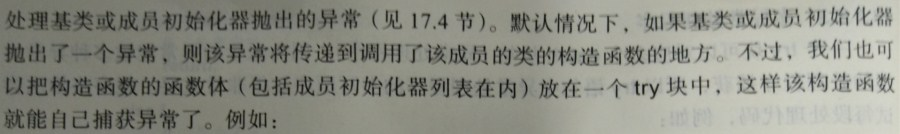 处理基类或成员初始化器抛出的异常（见 17.4 节）。默认情况下，如果基类或成员初始化器
抛出了一个异常，则该异常将传递到调用了该成员的类的构造函数的地方。不过，我们也可
以把构造函数的函数体（包括成员初始化器列表在内）放在一个 try 块中，这样该构造函数
就能自己捕获异常了。例如：